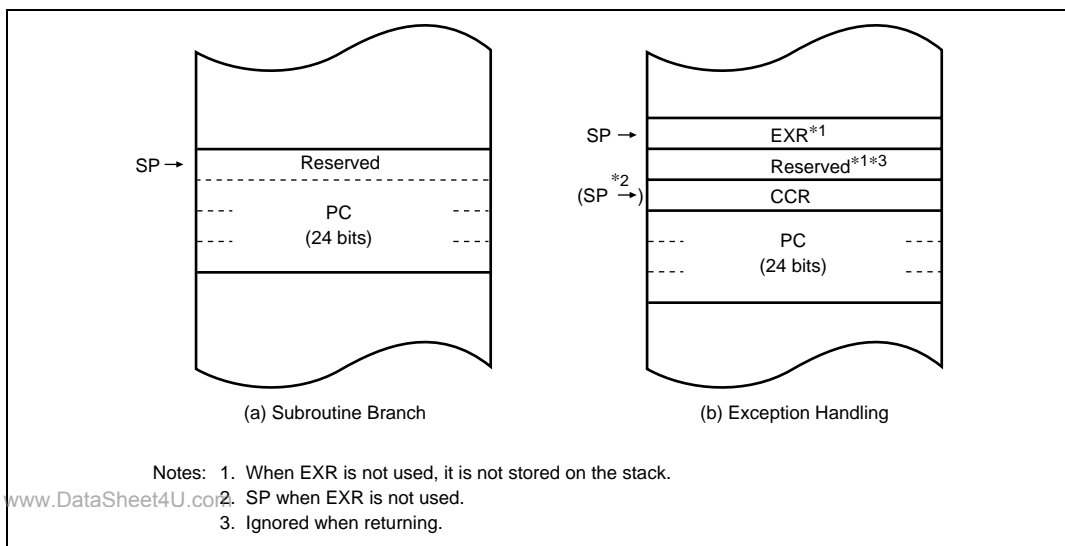 SP →
Reserved
PC
(24 bits)
(a) Subroutine Branch
SP →
EXR*1
Reserved*1*3
(SP *2 →)
CCR
PC
(24 bits)
(b) Exception Handling
Notes: 1. When EXR is not used, it is not stored on the stack.
2. SP when EXR is not used.
3. Ignored when returning.
www.DataSheet4U.com